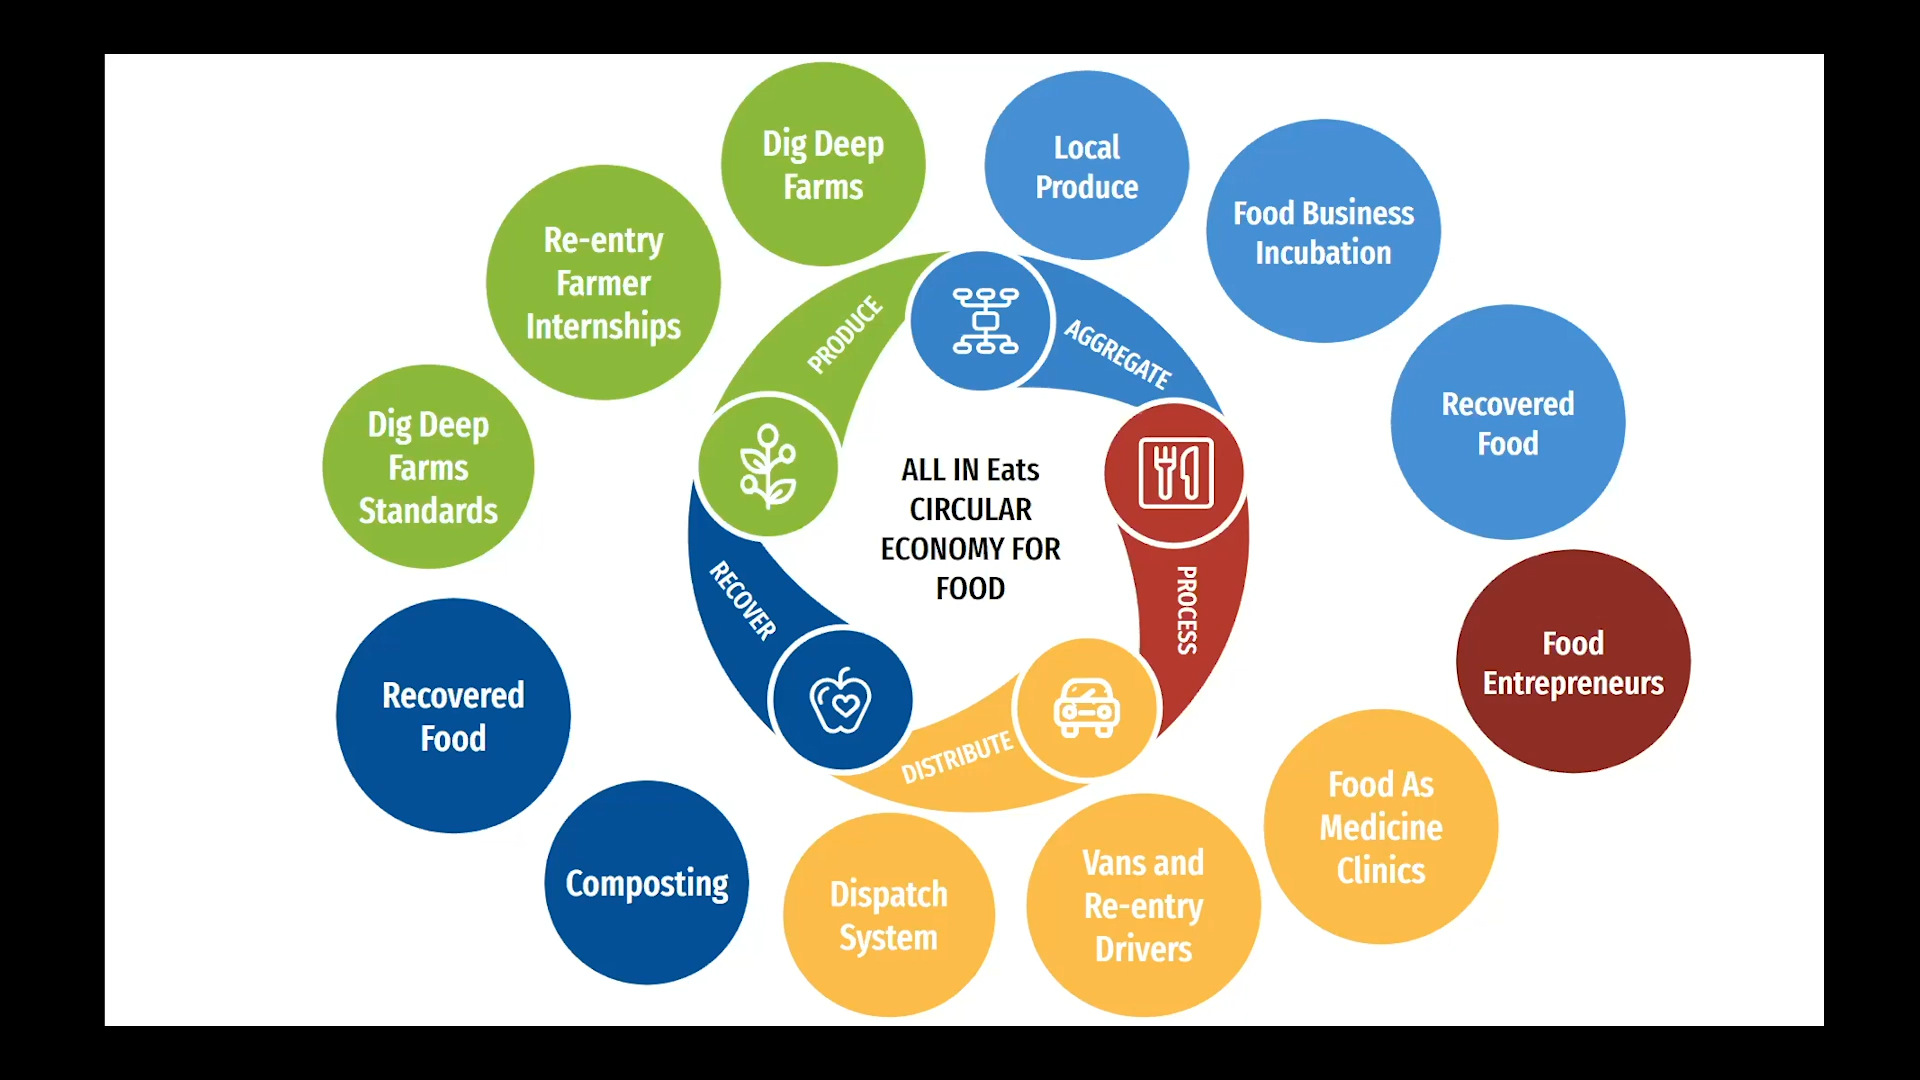 Dig Deep
Farms
Local
Produce
Food Business
Incubation
Re-entry
Farmer
Internships
PRODUCE
AGGREGATE
Recovered
Food
Dig Deep
Farms
Standards
ALL IN Eats
CIRCULAR
ECONOMY FOR
FOOD
RECOVER
PROCESS
Food
Entrepreneurs
Recovered
Food
DISTRIBUTE
Food As
Medicine
Clinics
Composting
Dispatch
System
Vans and
Re-entry
Drivers